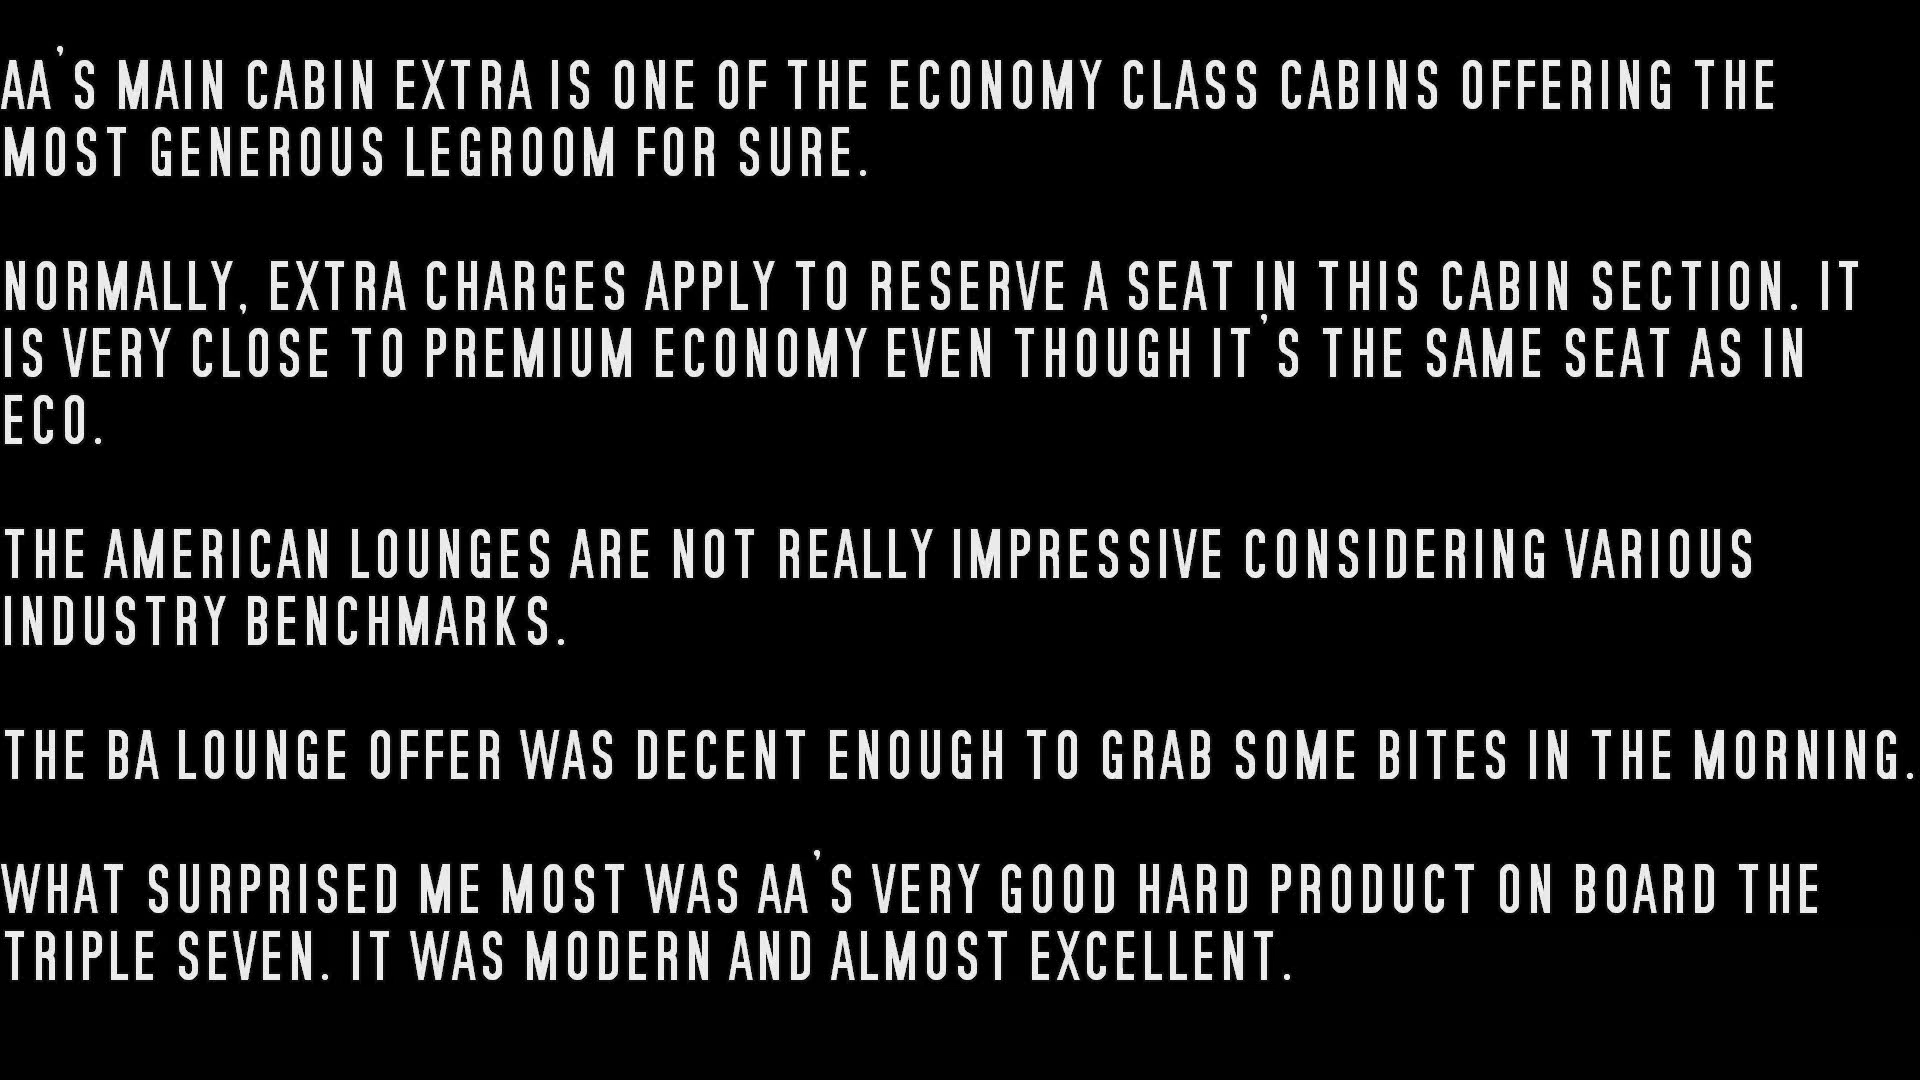 AA'S MAIN CABIN EXTRA IS ONE OF THE ECONOMY CLASS CABINS OFFERING THE
MOST GENEROUS LEGROOM FOR SURE.
NORMALLY, EXTRA CHARGES APPLY TO RESERVE A SEAT IN THIS CABIN SECTION. IT
IS VERY CLOSE TO PREMIUM ECONOMY EVEN THOUGH IT'S THE SAME SEAT AS IN
ECO.
THE AMERICAN LOUNGES ARE NOT REALLY IMPRESSIVE CONSIDERING VARIOUS
INDUSTRY BENCHMARKS.
THE BA LOUNGE OFFER WAS DECENT ENOUGH TO GRAB SOME BITES IN THE MORNING.
WHAT SURPRISED ME MOST WAS AA'S VERY GOOD HARD PRODUCT ON BOARD THE
TRIPLE SEVEN. IT WAS MODERN AND ALMOST EXCELLENT.